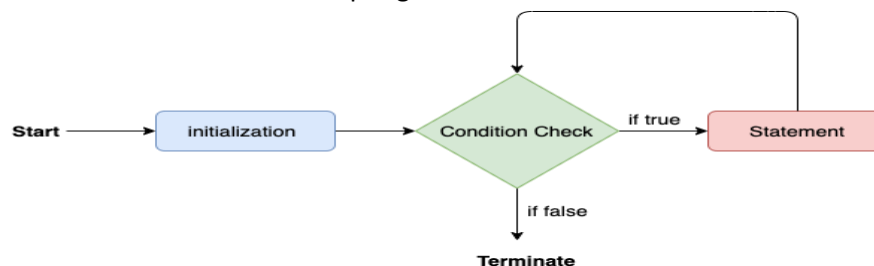 Start
initialization
Condition Check
if true
Statement
if false
Terminate